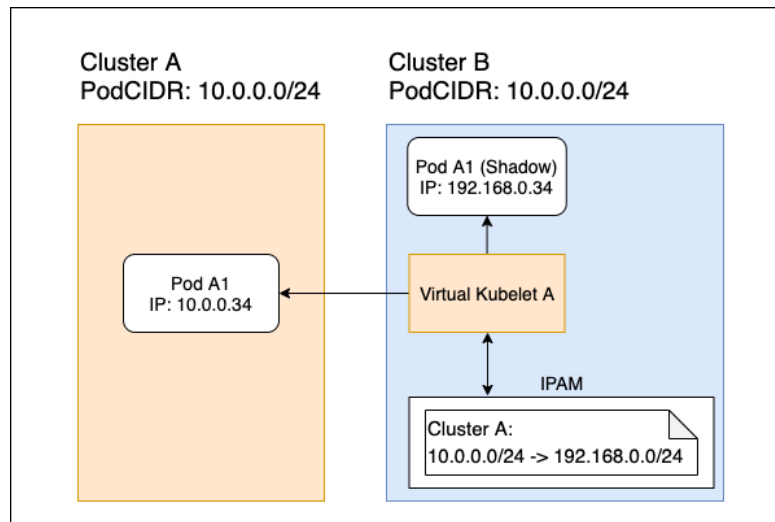 Cluster A
PodCIDR: 10.0.0.0/24
Cluster B
PodCIDR: 10.0.0.0/24
Pod A1 (Shadow)
IP: 192.168.0.34
Pod A1
IP: 10.0.0.34
Virtual Kubelet A
IPAM
Cluster A:
10.0.0.0/24 -> 192.168.0.0/24